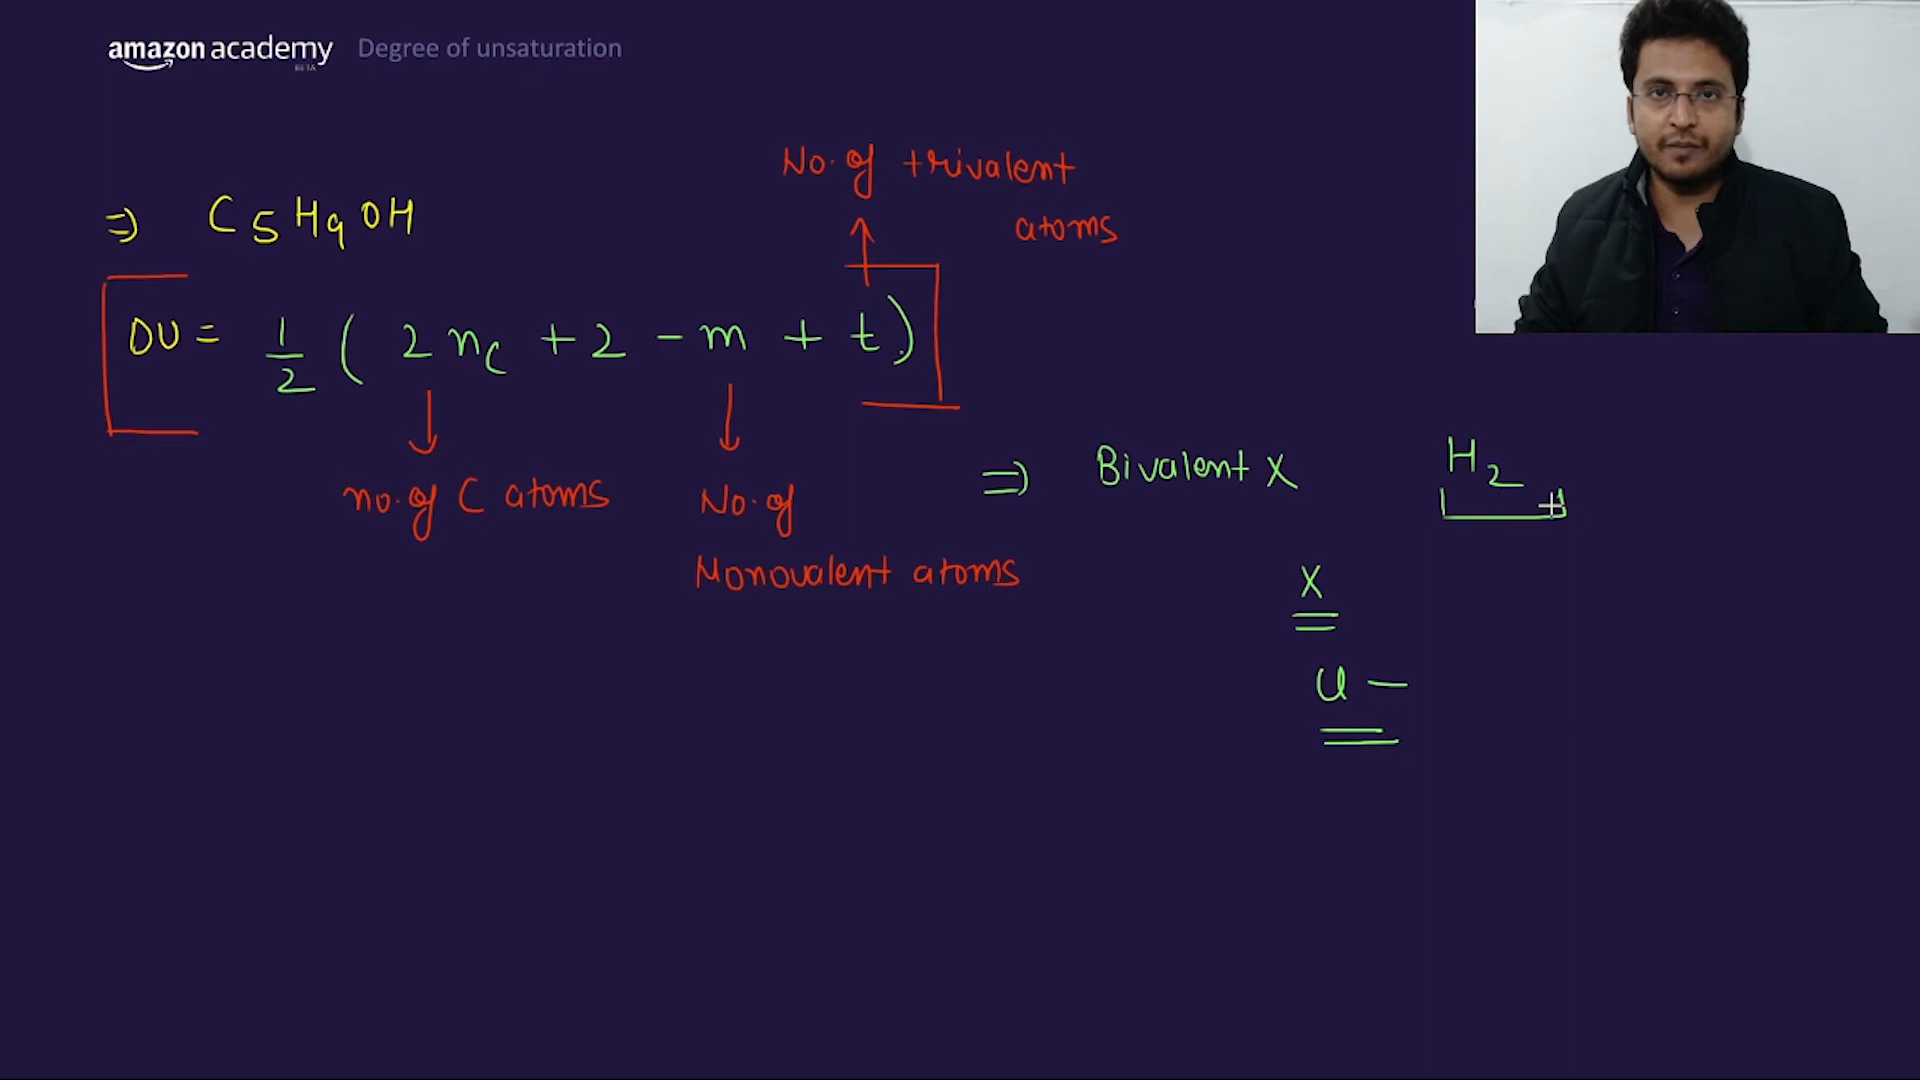 amazon academy
BETA
Degree of unsaturation
No. of trivalent
atoms
⇒ C5H9OH
DU = 1/2 ( 2nC + 2 - m + t )
no. of C atoms
No. of
Monovalent atoms
⇒ Bivalent X
H2
X
U -